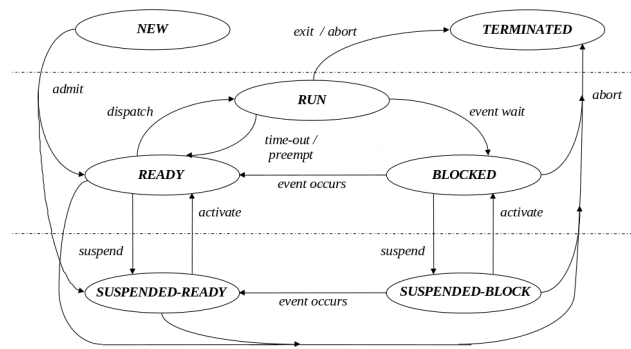 NEW
exit / abort
TERMINATED
admit
dispatch
RUN
event wait
abort
time-out /
preempt
READY
event occurs
BLOCKED
suspend
activate
suspend
activate
SUSPENDED-READY
event occurs
SUSPENDED-BLOCK